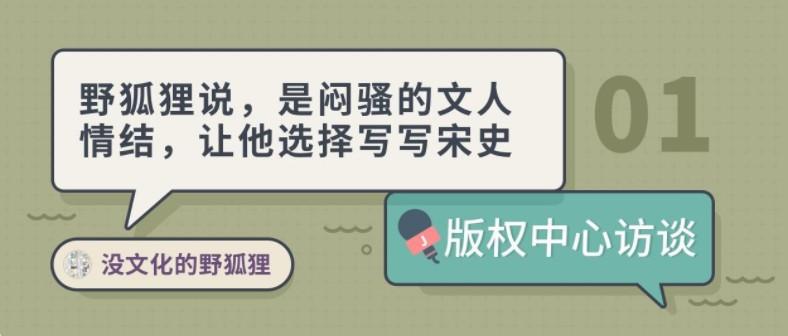 野狐狸说，是闷骚的文人
情结，让他选择写写宋史
01
J
版权中心访谈
没文化的野狐狸